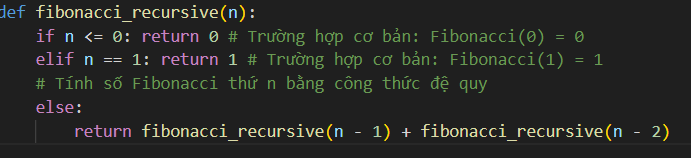 def fibonacci_recursive(n):
    if n <= 0: return 0 # Trường hợp cơ bản: Fibonacci(0) = 0
    elif n == 1: return 1 # Trường hợp cơ bản: Fibonacci(1) = 1
    # Tính số Fibonacci thứ n bằng công thức đệ quy
    else:
        return fibonacci_recursive(n - 1) + fibonacci_recursive(n - 2)